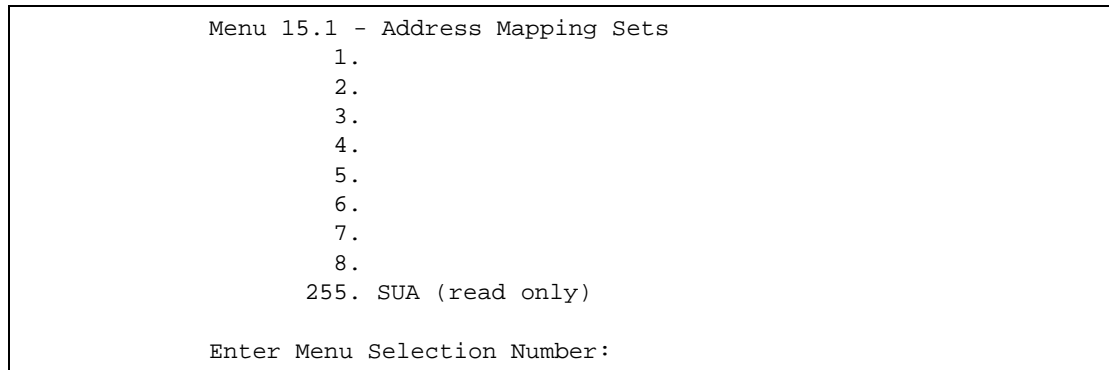 Menu 15.1 - Address Mapping Sets
1.
2.
3.
4.
5.
6.
7.
8.
255. SUA (read only)
Enter Menu Selection Number: